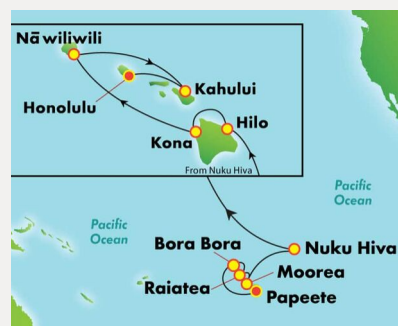 Nāwiliwili
Honolulu
Kahului
Kona
Hilo
From Nuku Hiva
Pacific
Ocean
Pacific
Ocean
Bora Bora
Nuku Hiva
Raiatea
Moorea
Papeete